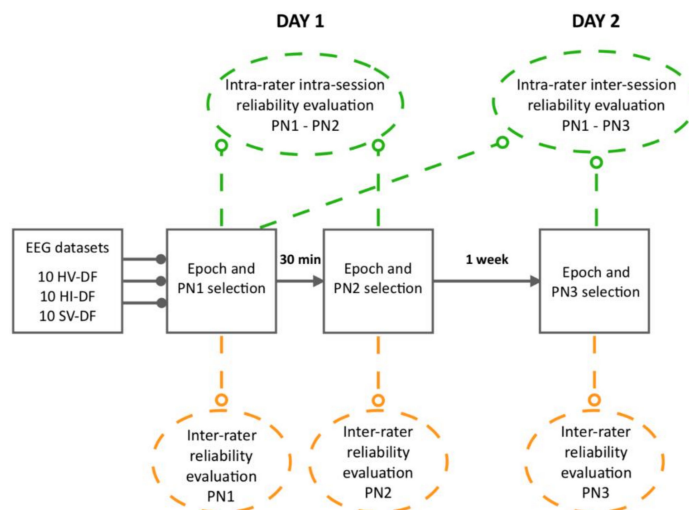 DAY 1
DAY 2
Intra-rater intra-session
reliability evaluation
PN1 - PN2
Intra-rater inter-session
reliability evaluation
PN1 - PN3
EEG datasets
10 HV-DF
10 HI-DF
10 SV-DF
Epoch and
PN1 selection
30 min
Epoch and
PN2 selection
1 week
Epoch and
PN3 selection
Inter-rater
reliability
evaluation
PN1
Inter-rater
reliability
evaluation
PN2
Inter-rater
reliability
evaluation
PN3